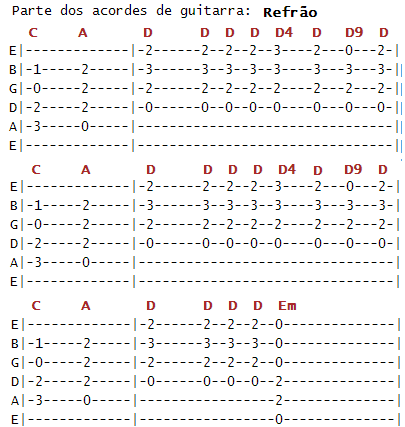 Parte dos acordes de guitarra: Refrão
C A D D D D D4 D D9 D
E|---------------|-2------2--2--2--3----2---0---2-|
B|-1-----2-------|-3------3--3--3--3----3---3---3-|
G|-0-----2-------|-2------2--2--2--2----2---2---2-|
D|-2-----2-------|-0------0--0--0--0----0---0---0-|
A|-3-----0-------|--------------------------------|
E|---------------|--------------------------------|
C A D D D D D4 D D9 D
E|---------------|-2------2--2--2--3----2---0---2-|
B|-1-----2-------|-3------3--3--3--3----3---3---3-|
G|-0-----2-------|-2------2--2--2--2----2---2---2-|
D|-2-----2-------|-0------0--0--0--0----0---0---0-|
A|-3-----0-------|--------------------------------|
E|---------------|--------------------------------|
C A D D D D Em
E|---------------|-2------2--2--2--0---------------|
B|-1-----2-------|-3------3--3--3--0---------------|
G|-0-----2-------|-2------2--2--2--0---------------|
D|-2-----2-------|-0------0--0--0--2---------------|
A|-3-----0-------|-----------------2---------------|
E|---------------|-----------------0---------------|